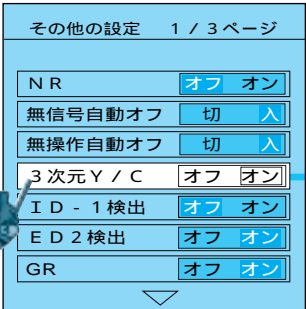 その他の設定 1/3ページ
NR オフ オン
無信号自動オフ 切 入
無操作自動オフ 切 入
3次元Y/C オフ オン
ID-1検出 オフ オン
ED2検出 オフ オン
GR オフ オン